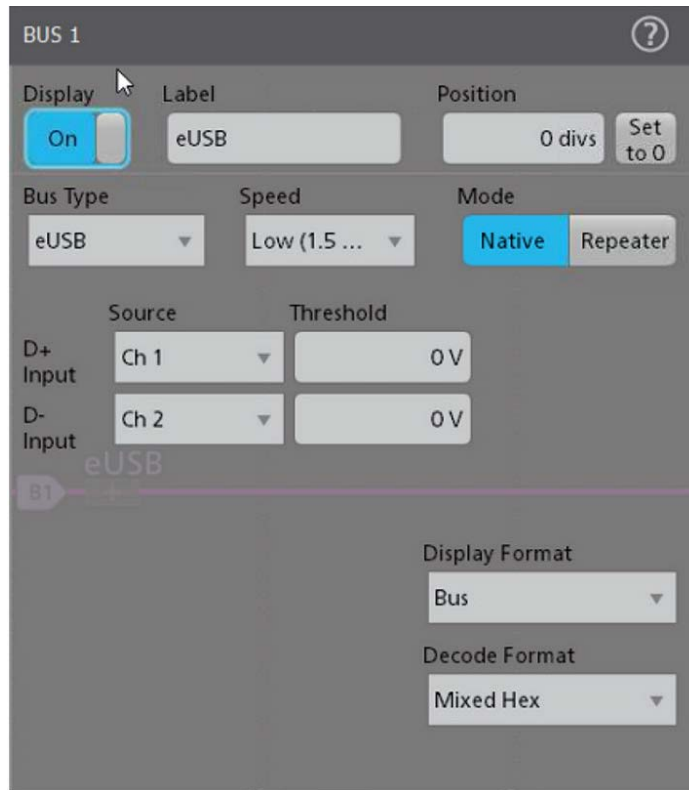 BUS 1 ?
Display Label Position
On eUSB 0 divs Set to 0
Bus Type Speed Mode
eUSB Low (1.5 ... Native Repeater
Source Threshold
D+ Input Ch 1 0 V
D- Input Ch 2 0 V
eUSB
B1
Display Format
Bus
Decode Format
Mixed Hex